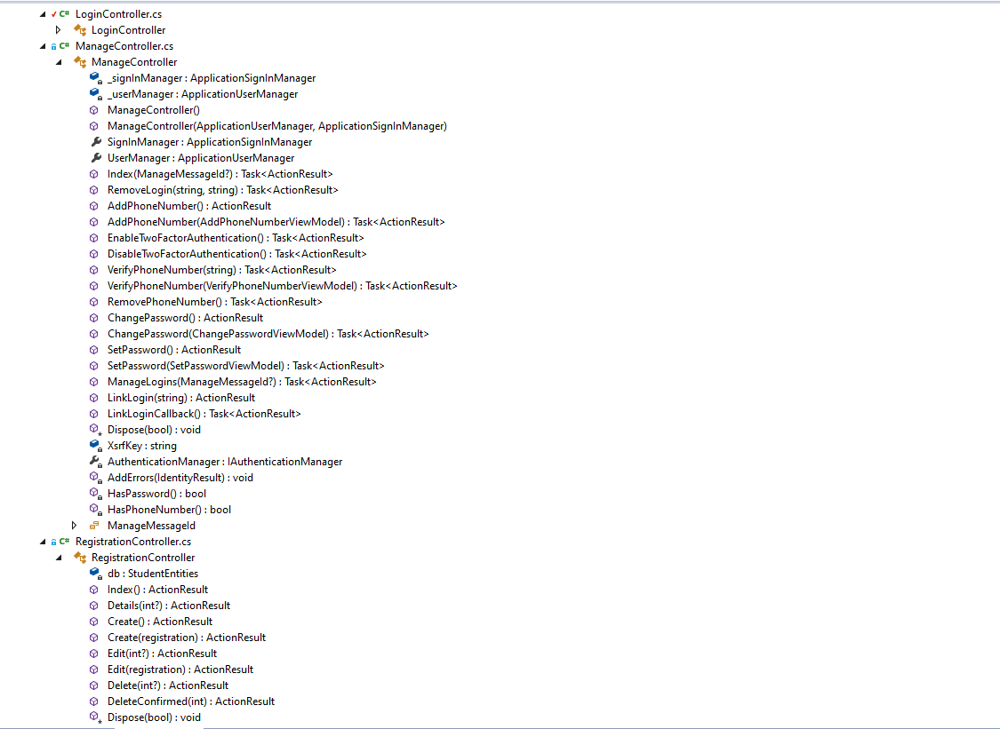 C# LoginController.cs
LoginController
C# ManageController.cs
ManageController
_signInManager : ApplicationSignInManager
_userManager : ApplicationUserManager
ManageController()
ManageController(ApplicationUserManager, ApplicationSignInManager)
SignInManager : ApplicationSignInManager
UserManager : ApplicationUserManager
Index(ManageMessageId?) : Task<ActionResult>
RemoveLogin(string, string) : Task<ActionResult>
AddPhoneNumber() : ActionResult
AddPhoneNumber(AddPhoneNumberViewModel) : Task<ActionResult>
EnableTwoFactorAuthentication() : Task<ActionResult>
DisableTwoFactorAuthentication() : Task<ActionResult>
VerifyPhoneNumber(string) : Task<ActionResult>
VerifyPhoneNumber(VerifyPhoneNumberViewModel) : Task<ActionResult>
RemovePhoneNumber() : Task<ActionResult>
ChangePassword() : ActionResult
ChangePassword(ChangePasswordViewModel) : Task<ActionResult>
SetPassword() : ActionResult
SetPassword(SetPasswordViewModel) : Task<ActionResult>
ManageLogins(ManageMessageId?) : Task<ActionResult>
LinkLogin(string) : ActionResult
LinkLoginCallback() : Task<ActionResult>
Dispose(bool) : void
XsrfKey : string
AuthenticationManager : IAuthenticationManager
AddErrors(IdentityResult) : void
HasPassword() : bool
HasPhoneNumber() : bool
ManageMessageId
C# RegistrationController.cs
RegistrationController
db : StudentEntities
Index() : ActionResult
Details(int?) : ActionResult
Create() : ActionResult
Create(registration) : ActionResult
Edit(int?) : ActionResult
Edit(registration) : ActionResult
Delete(int?) : ActionResult
DeleteConfirmed(int) : ActionResult
Dispose(bool) : void